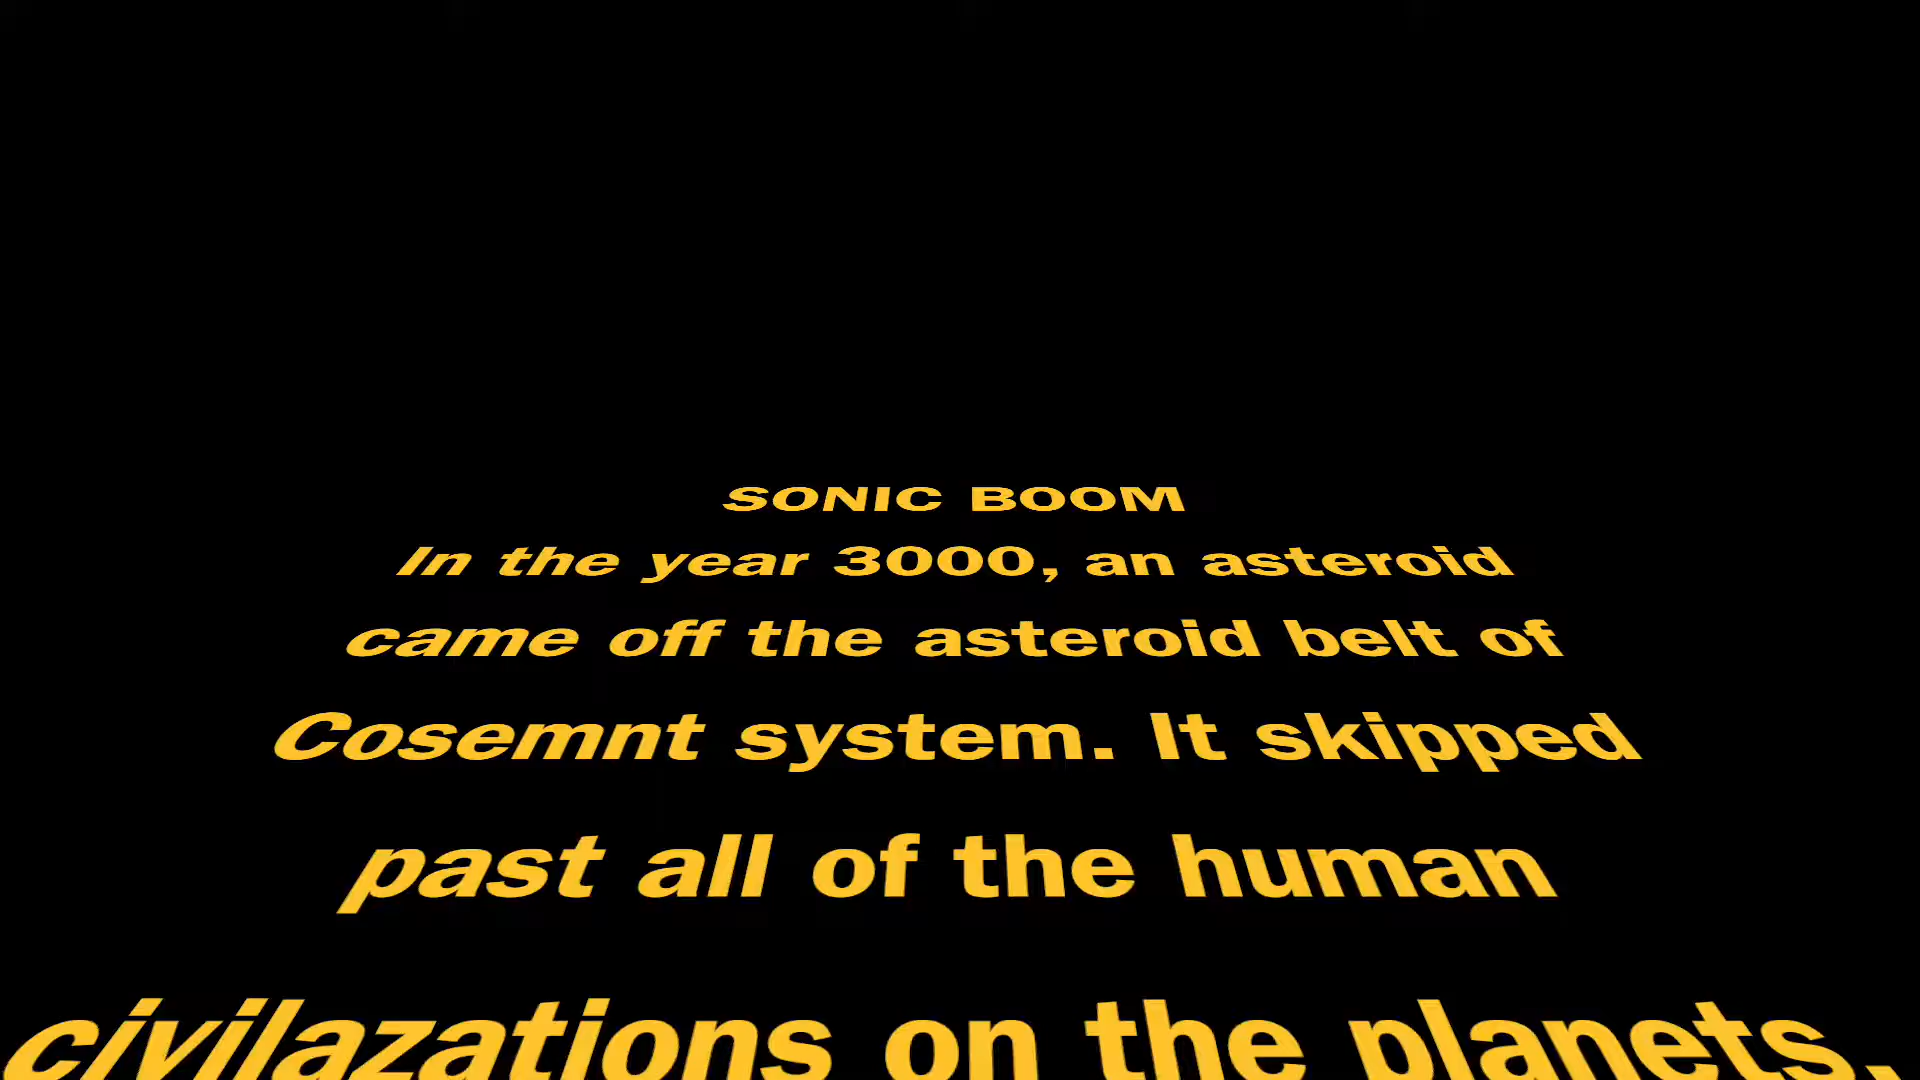 SONIC BOOM
In the year 3000, an asteroid
came off the asteroid belt of
Cosemnt system. It skipped
past all of the human
civilazations on the planets.